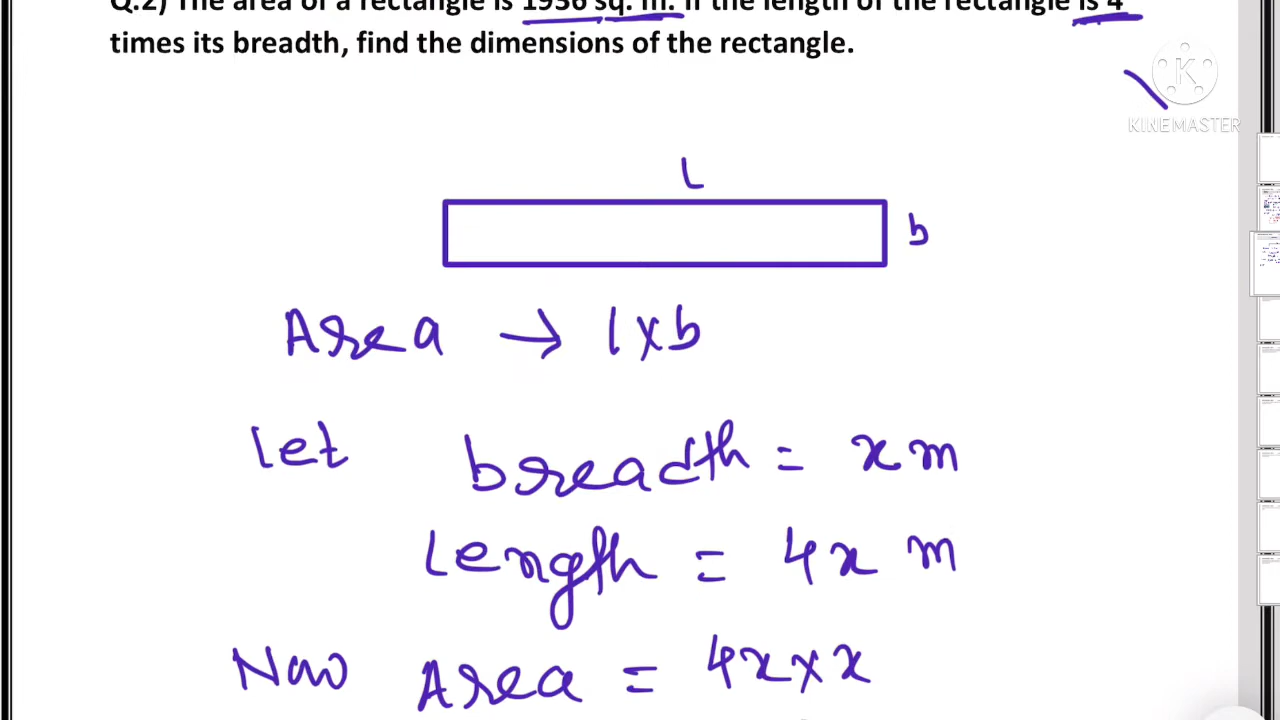 Q.2) The area of a rectangle is 1936 sq. m. If the length of the rectangle is 4
times its breadth, find the dimensions of the rectangle.
K
KINEMASTER
L
b
Area → l×b
Let breadth = x m
Length = 4x m
Now Area = 4x×x